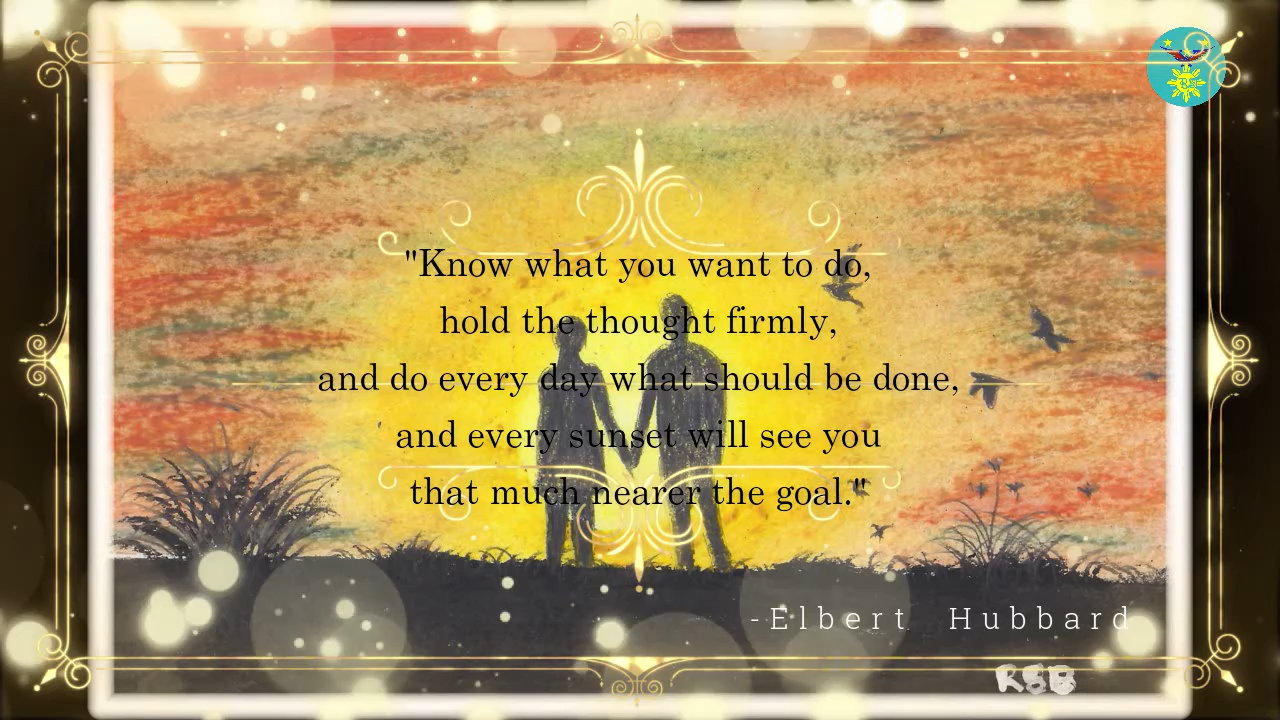 "Know what you want to do,
hold the thought firmly,
and do every day what should be done,
and every sunset will see you
that much nearer the goal."
-Elbert Hubbard
RSB